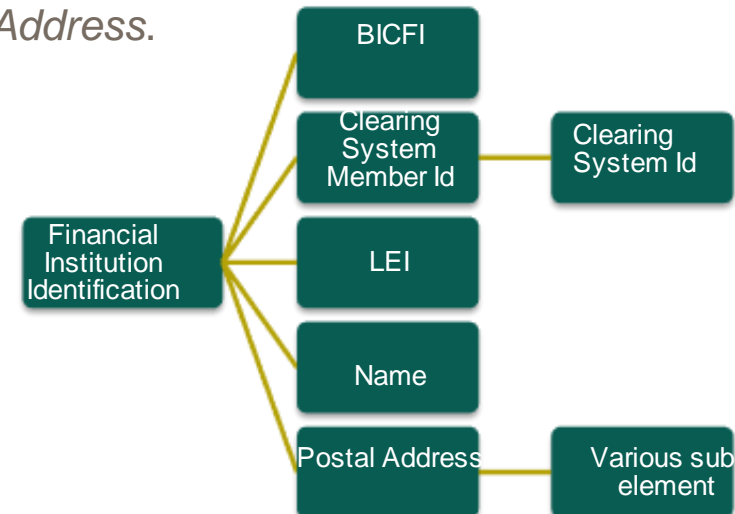 Address.
BICFI
Clearing
System
Member Id
Clearing
System Id
Financial
Institution
Identification
LEI
Name
Postal Address
Various sub
element